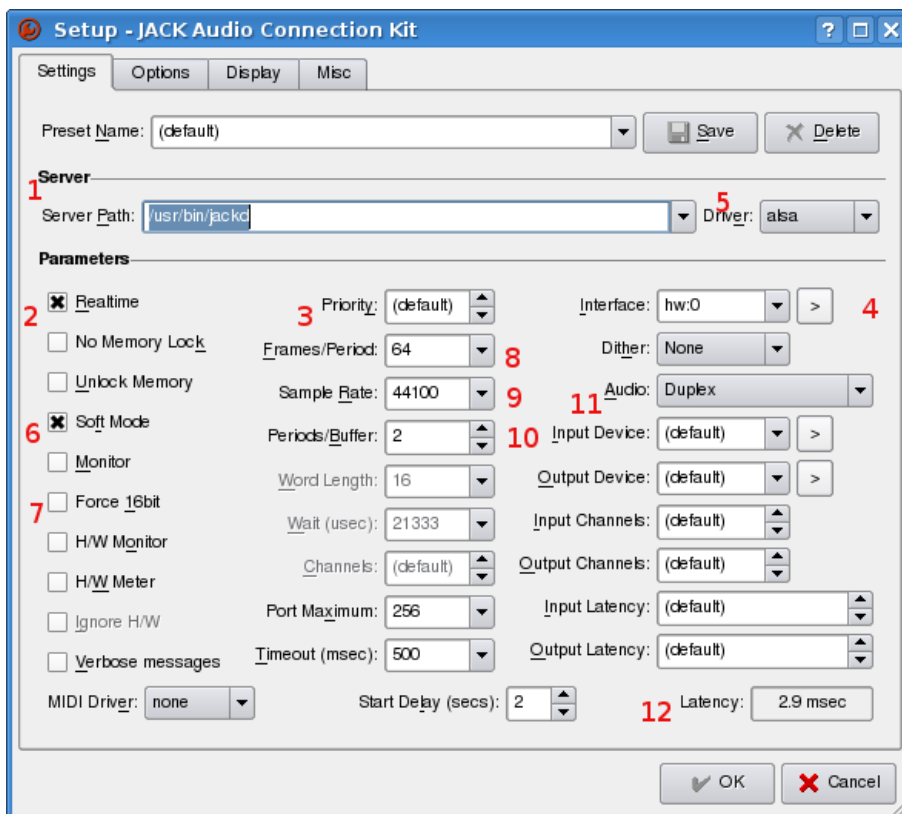 Setup - JACK Audio Connection Kit
Settings Options Display Misc
Preset Name: (default) Save Delete
Server
1
Server Path: /usr/bin/jackd 5 Driver: alsa
Parameters
Realtime Priority: (default) Interface: hw:0 >
2 3 4
No Memory Lock Frames/Period: 64 8 Dither: None
Unlock Memory Sample Rate: 44100 9 Audio: Duplex
11
6 Soft Mode Periods/Buffer: 2 10 Input Device: (default) >
Monitor Word Length: 16 Output Device: (default) >
7 Force 16bit Wait (usec): 21333 Input Channels: (default)
H/W Monitor Channels: (default) Output Channels: (default)
H/W Meter Port Maximum: 256 Input Latency: (default)
Ignore H/W
Verbose messages Timeout (msec): 500 Output Latency: (default)
MIDI Driver: none Start Delay (secs): 2 12 Latency: 2.9 msec
OK Cancel